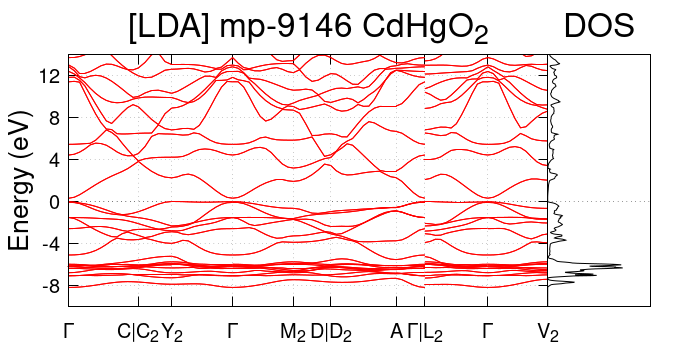 [LDA] mp-9146 CdHgO₂ DOS
Energy (eV)
12
8
4
0
-4
-8
Γ C|C₂ Y₂ Γ M₂ D|D₂ A Γ|L₂ Γ V₂